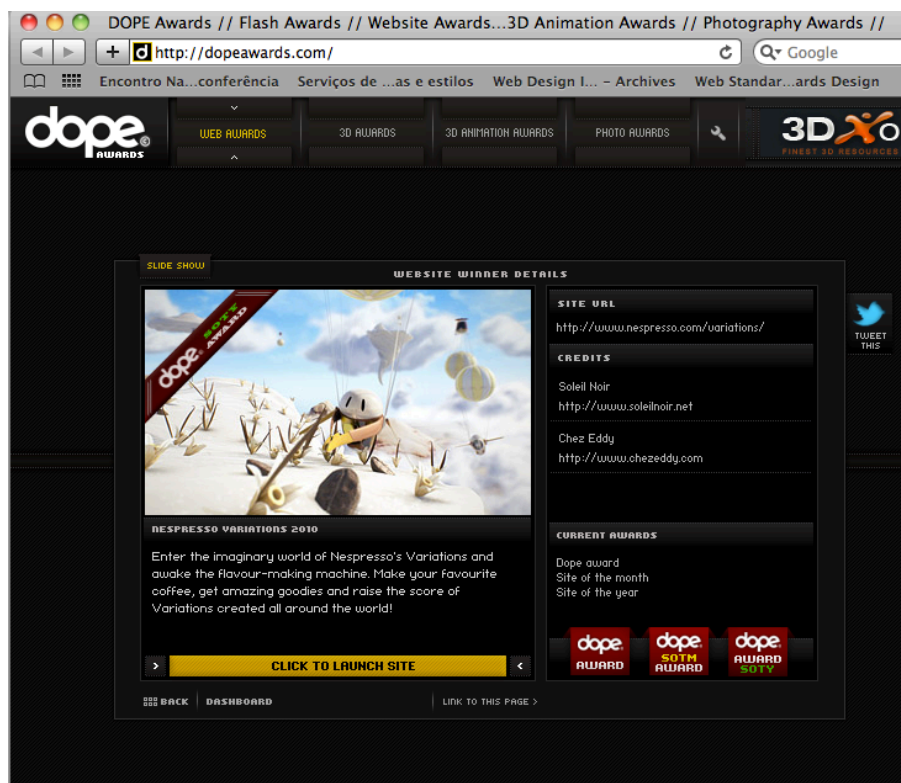 DOPE Awards // Flash Awards // Website Awards...3D Animation Awards // Photography Awards //
http://dopeawards.com/
Google
Encontro Na...conferência Serviços de ...as e estilos Web Design I... – Archives Web Standar...ards Design
dope
AWARDS
WEB AWARDS
3D AWARDS
3D ANIMATION AWARDS
PHOTO AWARDS
3DXo
FINEST 3D RESOURCES
SLIDE SHOW
WEBSITE WINNER DETAILS
dope.
SOTY
AWARD
NESPRESSO VARIATIONS 2010
Enter the imaginary world of Nespresso's Variations and
awake the flavour-making machine. Make your favourite
coffee, get amazing goodies and raise the score of
Variations created all around the world!
CLICK TO LAUNCH SITE
BACK
DASHBOARD
LINK TO THIS PAGE >
SITE URL
http://www.nespresso.com/variations/
CREDITS
Soleil Noir
http://www.soleilnoir.net
Chez Eddy
http://www.chezeddy.com
CURRENT AWARDS
Dope award
Site of the month
Site of the year
dope.
AWARD
dope.
SOTM
AWARD
dope.
AWARD
SOTY
TWEET
THIS